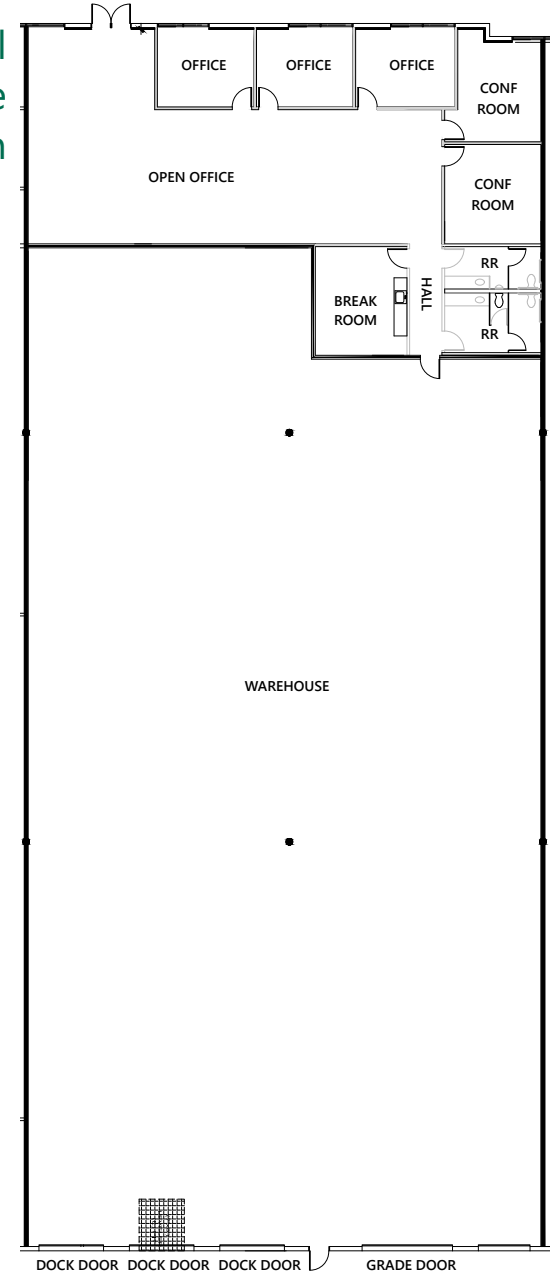 l
e
n
OFFICE
OFFICE
OFFICE
CONF
ROOM
OPEN OFFICE
CONF
ROOM
RR
HALL
BREAK
ROOM
RR
WAREHOUSE
DOCK DOOR
DOCK DOOR
DOCK DOOR
GRADE DOOR